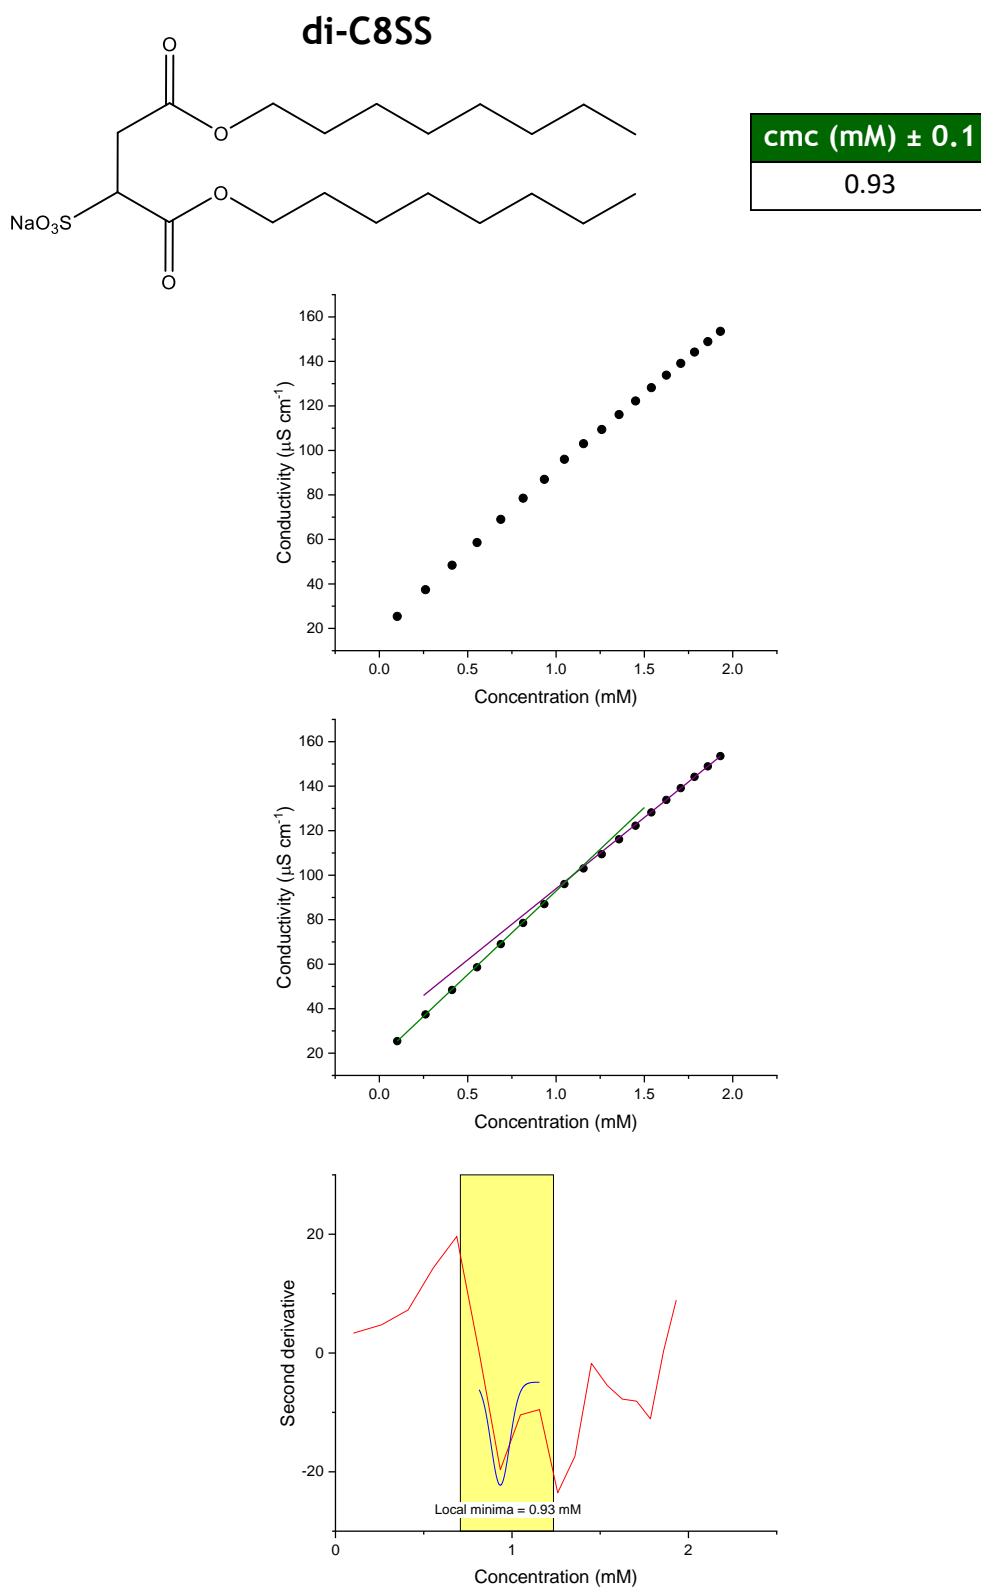 di-C8SS
O
O
cmc (mM) ± 0.1
0.93
O
NaO₃S
O
160
140
120
100
80
60
40
20
Conductivity (µS cm⁻¹)
0.0 0.5 1.0 1.5 2.0
Concentration (mM)
160
140
120
100
80
60
40
20
Conductivity (µS cm⁻¹)
0.0 0.5 1.0 1.5 2.0
Concentration (mM)
20
0
-20
Second derivative
Local minima = 0.93 mM
0 1 2
Concentration (mM)